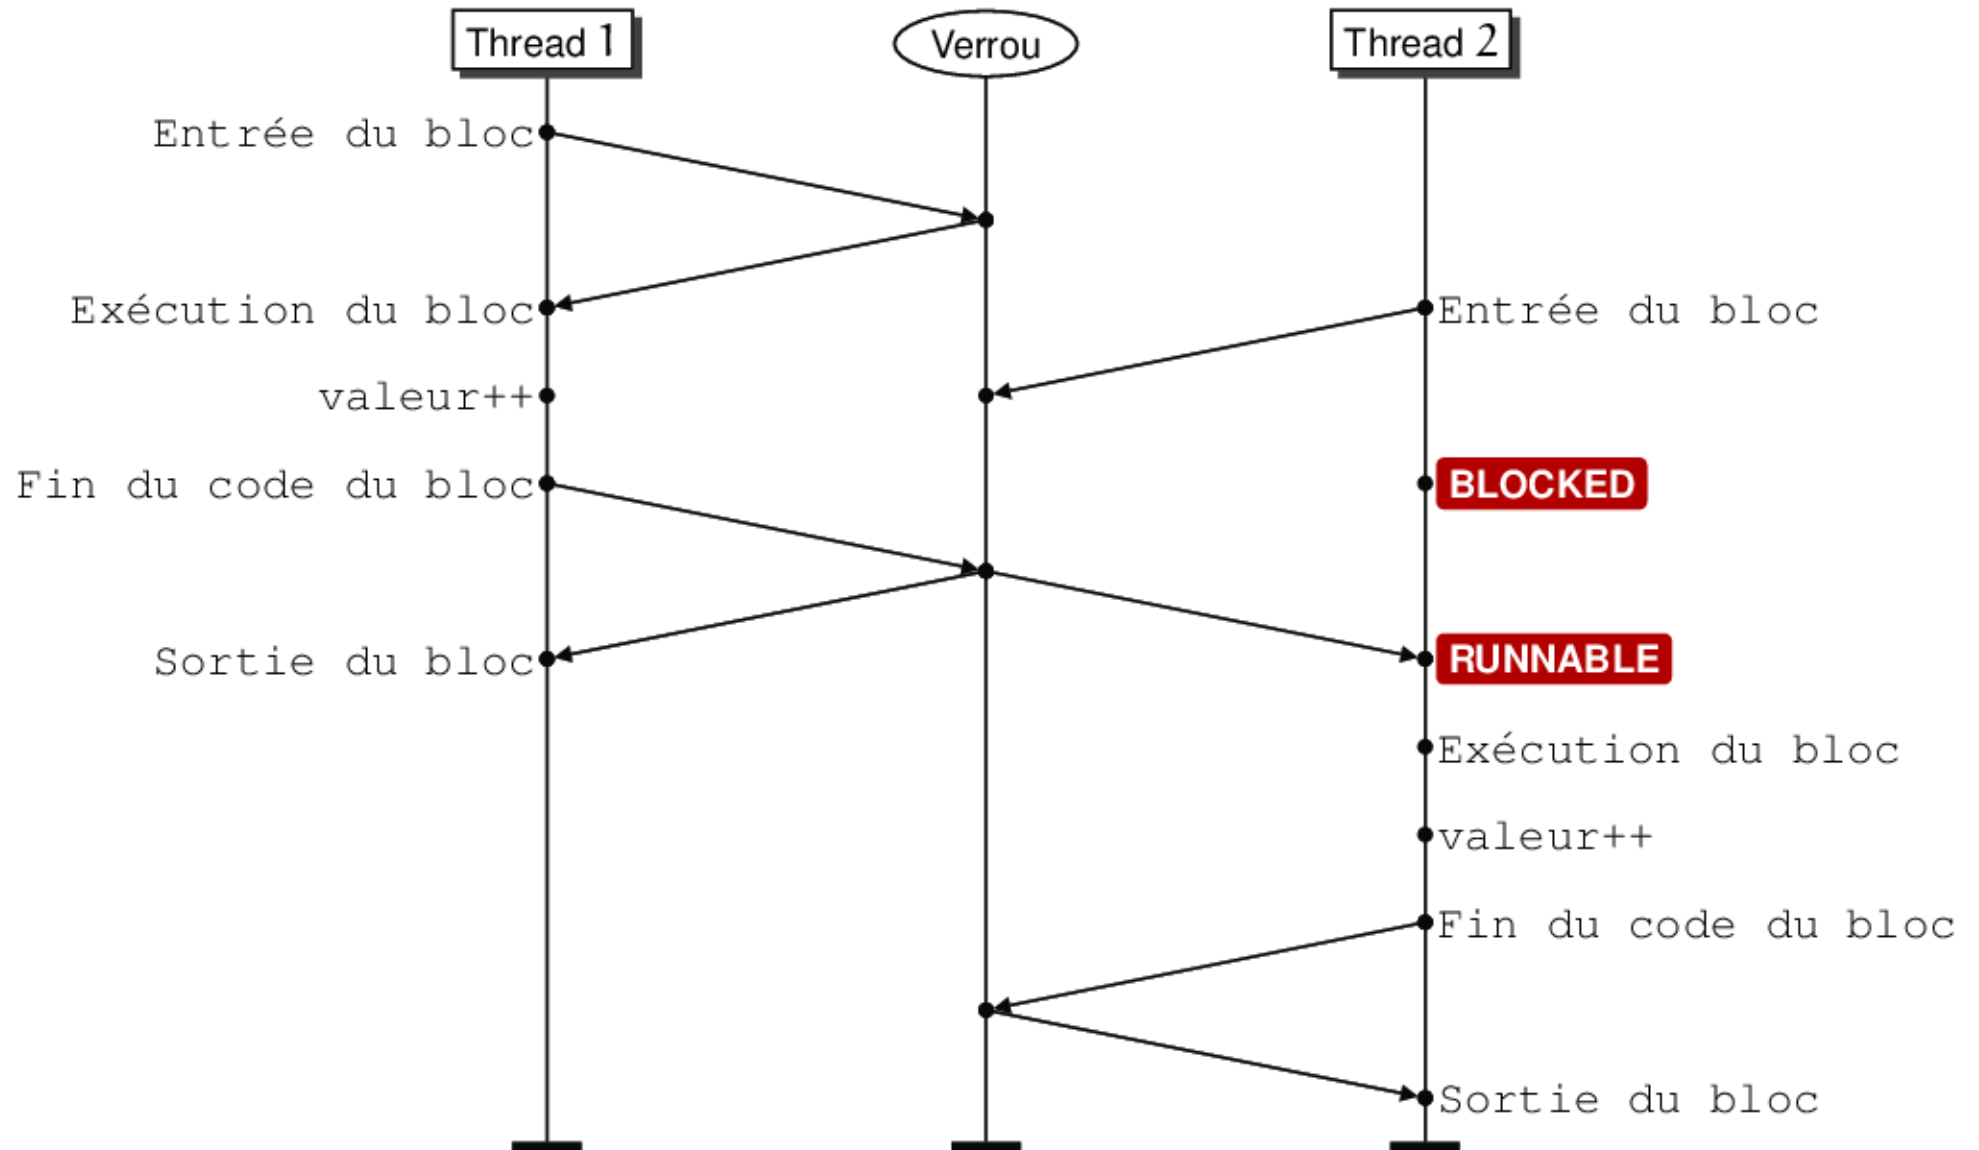 Thread 1
Verrou
Thread 2
Entrée du bloc
Exécution du bloc
Entrée du bloc
valeur++
Fin du code du bloc
BLOCKED
Sortie du bloc
RUNNABLE
Exécution du bloc
valeur++
Fin du code du bloc
Sortie du bloc